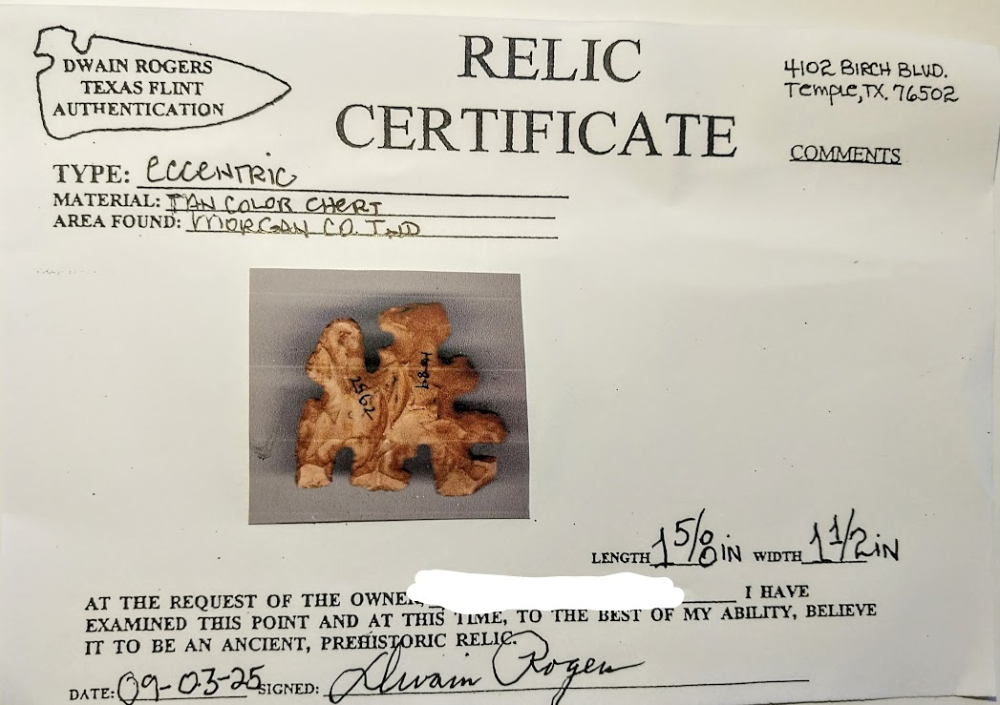 DWAIN ROGERS
TEXAS FLINT
AUTHENTICATION
RELIC
CERTIFICATE
4102 BIRCH BLVD.
Temple, TX. 76502
COMMENTS
TYPE: ECCENTRIC
MATERIAL: TAN COLOR CHERT
AREA FOUND: MORGAN CO. IND
2562
LENGTH 1 5/8 IN WIDTH 1 1/2 IN
AT THE REQUEST OF THE OWNER, I HAVE
EXAMINED THIS POINT AND AT THIS TIME, TO THE BEST OF MY ABILITY, BELIEVE
IT TO BE AN ANCIENT, PREHISTORIC RELIC.
DATE: 09-03-25 SIGNED: Dwain Rogers